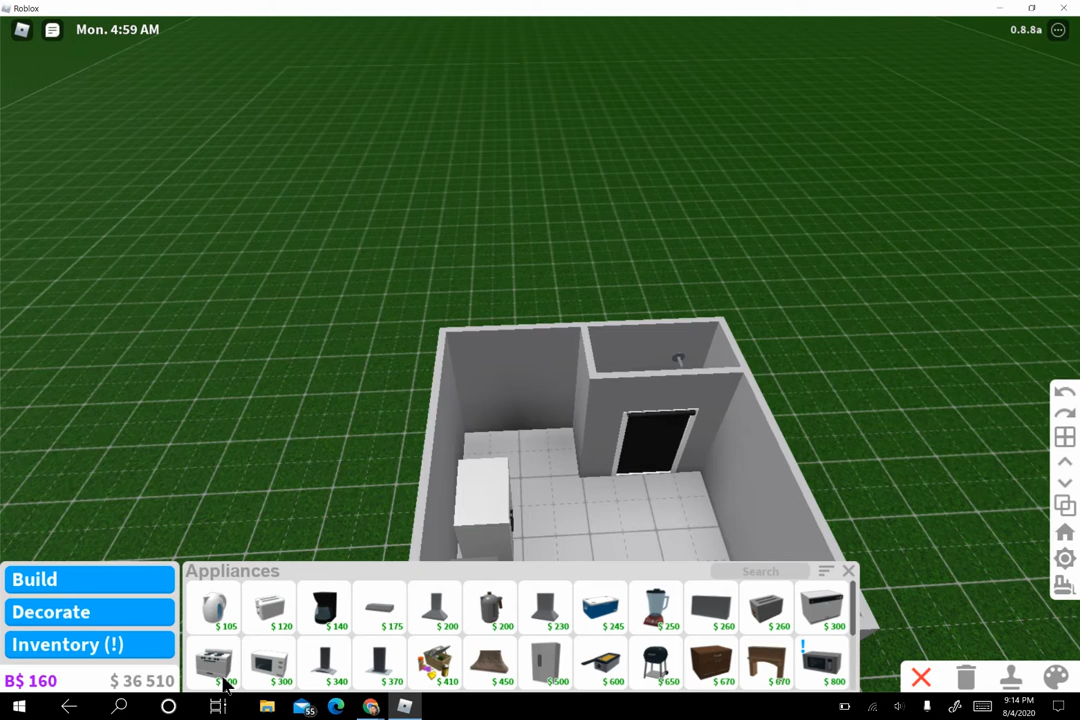 Roblox
Mon. 4:59 AM
0.8.8a
Build
Decorate
Inventory (!)
B$ 160
$ 36 510
Appliances
Search
$ 105
$ 120
$ 140
$ 175
$ 200
$ 200
$ 230
$ 245
$ 250
$ 260
$ 260
$ 300
$ 300
$ 340
$ 370
$ 410
$ 450
$ 500
$ 600
$ 650
$ 670
$ 670
!
$ 800
55
9:14 PM
8/4/2020